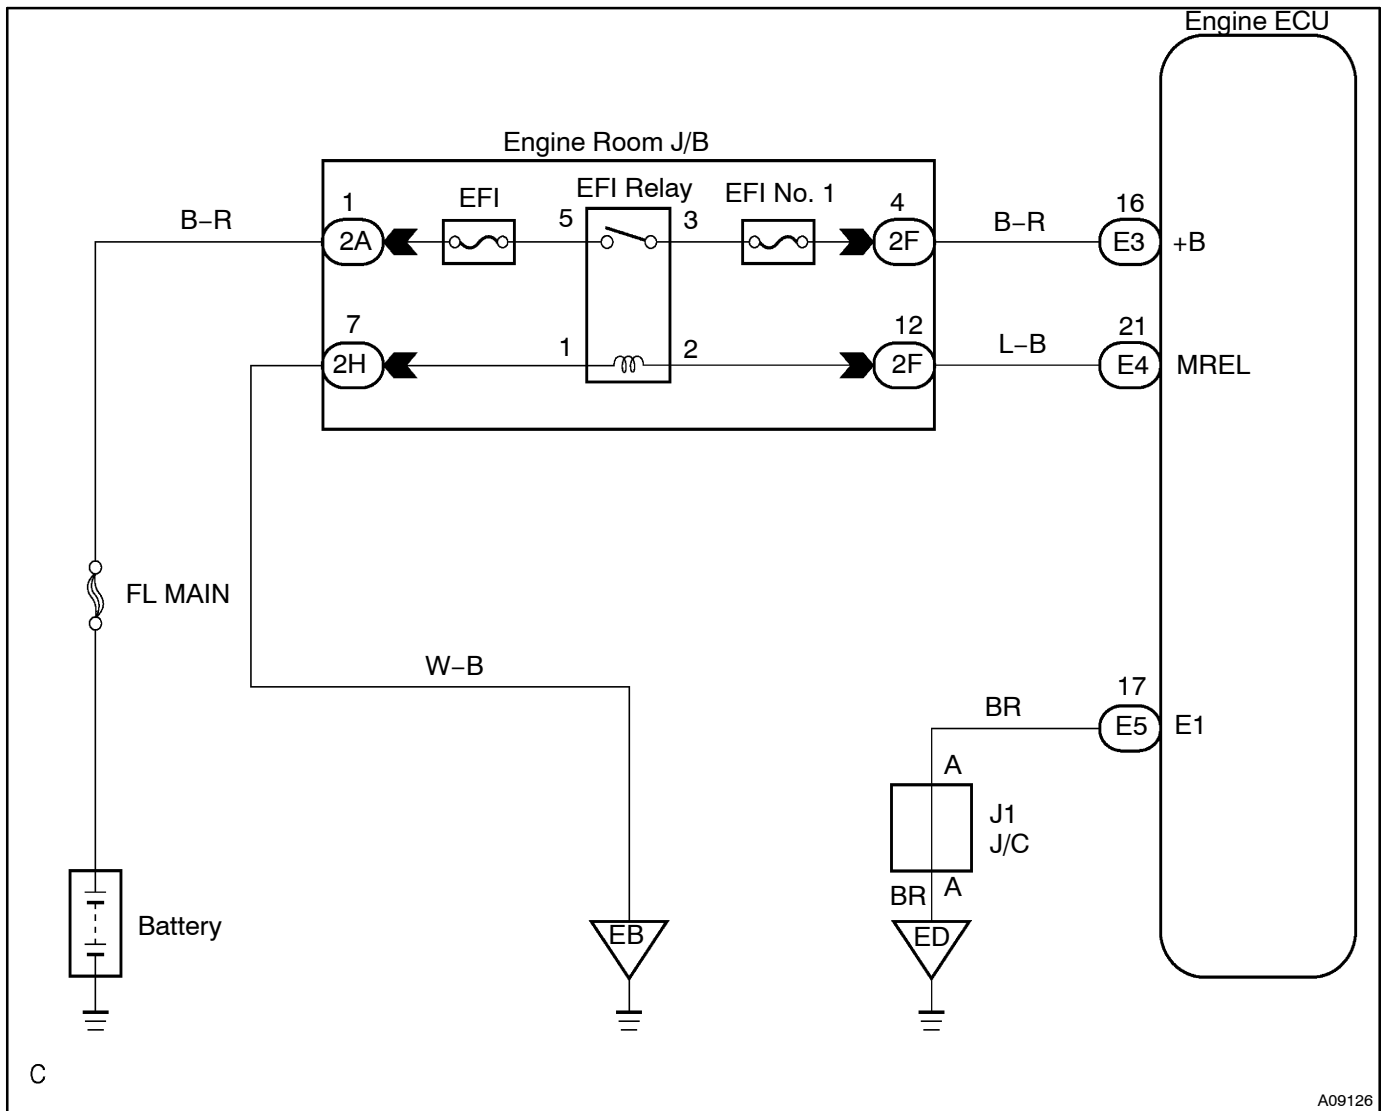 Engine ECU
Engine Room J/B
EFI
EFI Relay
EFI No. 1
1
5
3
4
16
B−R
2A
2F
B−R
E3
+B
7
1
2
12
21
2H
2F
L−B
E4
MREL
FL MAIN
W−B
17
BR
E5
E1
A
J1
J/C
BR
A
Battery
EB
ED
C
A09126